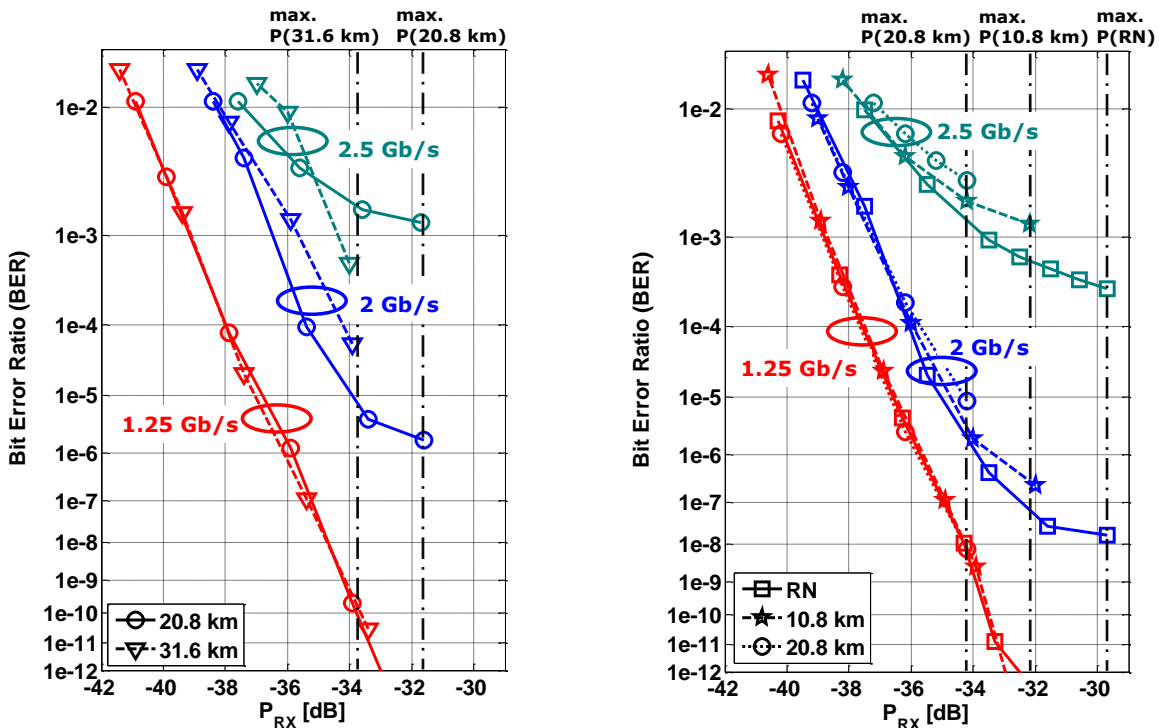 max.
P(31.6 km)
max.
P(20.8 km)
Bit Error Ratio (BER)
1e-2
1e-3
1e-4
1e-5
1e-6
1e-7
1e-8
1e-9
1e-10
1e-11
1e-12
2.5 Gb/s
2 Gb/s
1.25 Gb/s
20.8 km
31.6 km
-42 -40 -38 -36 -34 -32 -30
P_RX [dB]
max.
P(20.8 km)
max.
P(10.8 km)
max.
P(RN)
Bit Error Ratio (BER)
1e-2
1e-3
1e-4
1e-5
1e-6
1e-7
1e-8
1e-9
1e-10
1e-11
1e-12
2.5 Gb/s
2 Gb/s
1.25 Gb/s
RN
10.8 km
20.8 km
-42 -40 -38 -36 -34 -32 -30
P_RX [dB]